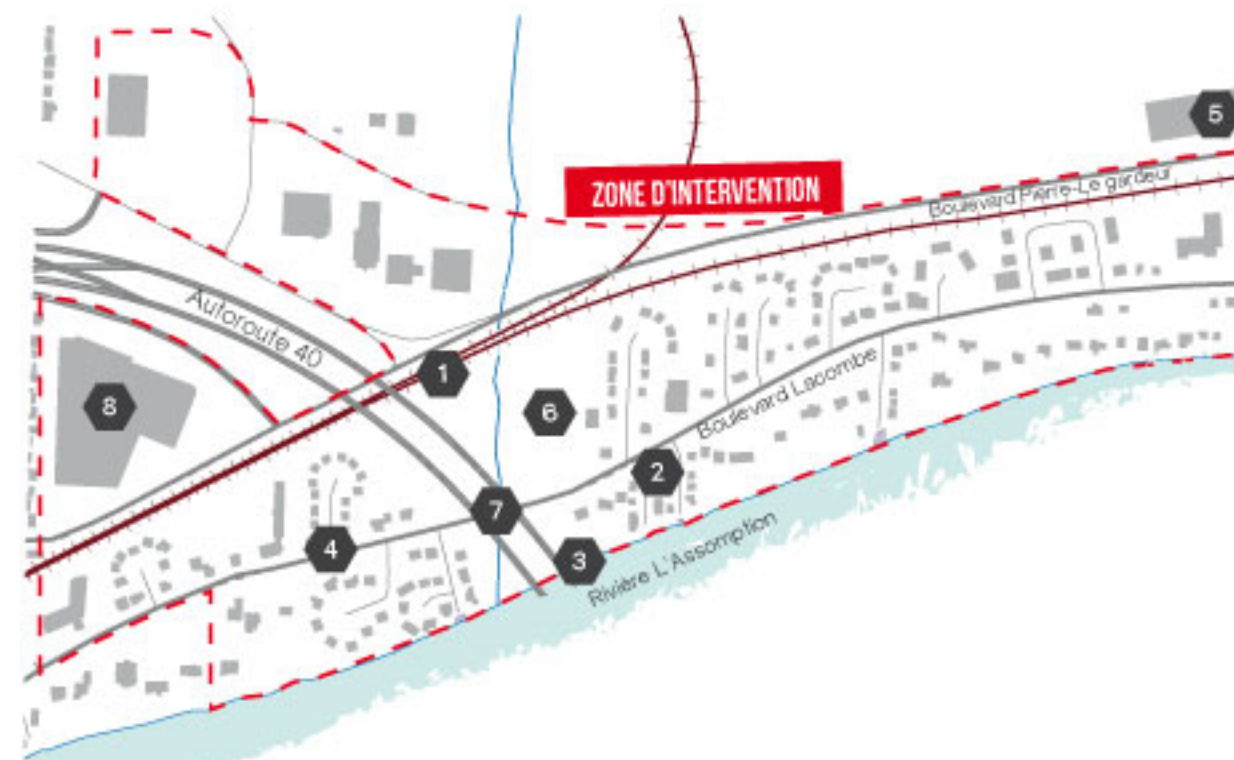 5
ZONE D'INTERVENTION
Boulevard Pierre-Le gardeur
Autoroute 40
1
8
6
Boulevard Lacombe
2
7
4
3
Rivière L'Assomption